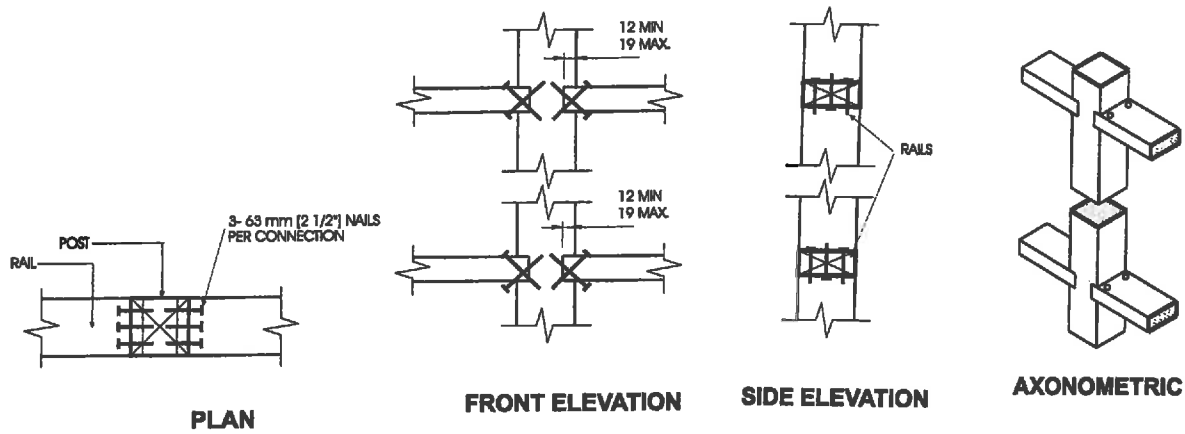 12 MIN
19 MAX.
RAILS
12 MIN
19 MAX.
3- 63 mm [2 1/2"] NAILS
PER CONNECTION
POST
RAIL
PLAN
FRONT ELEVATION
SIDE ELEVATION
AXONOMETRIC